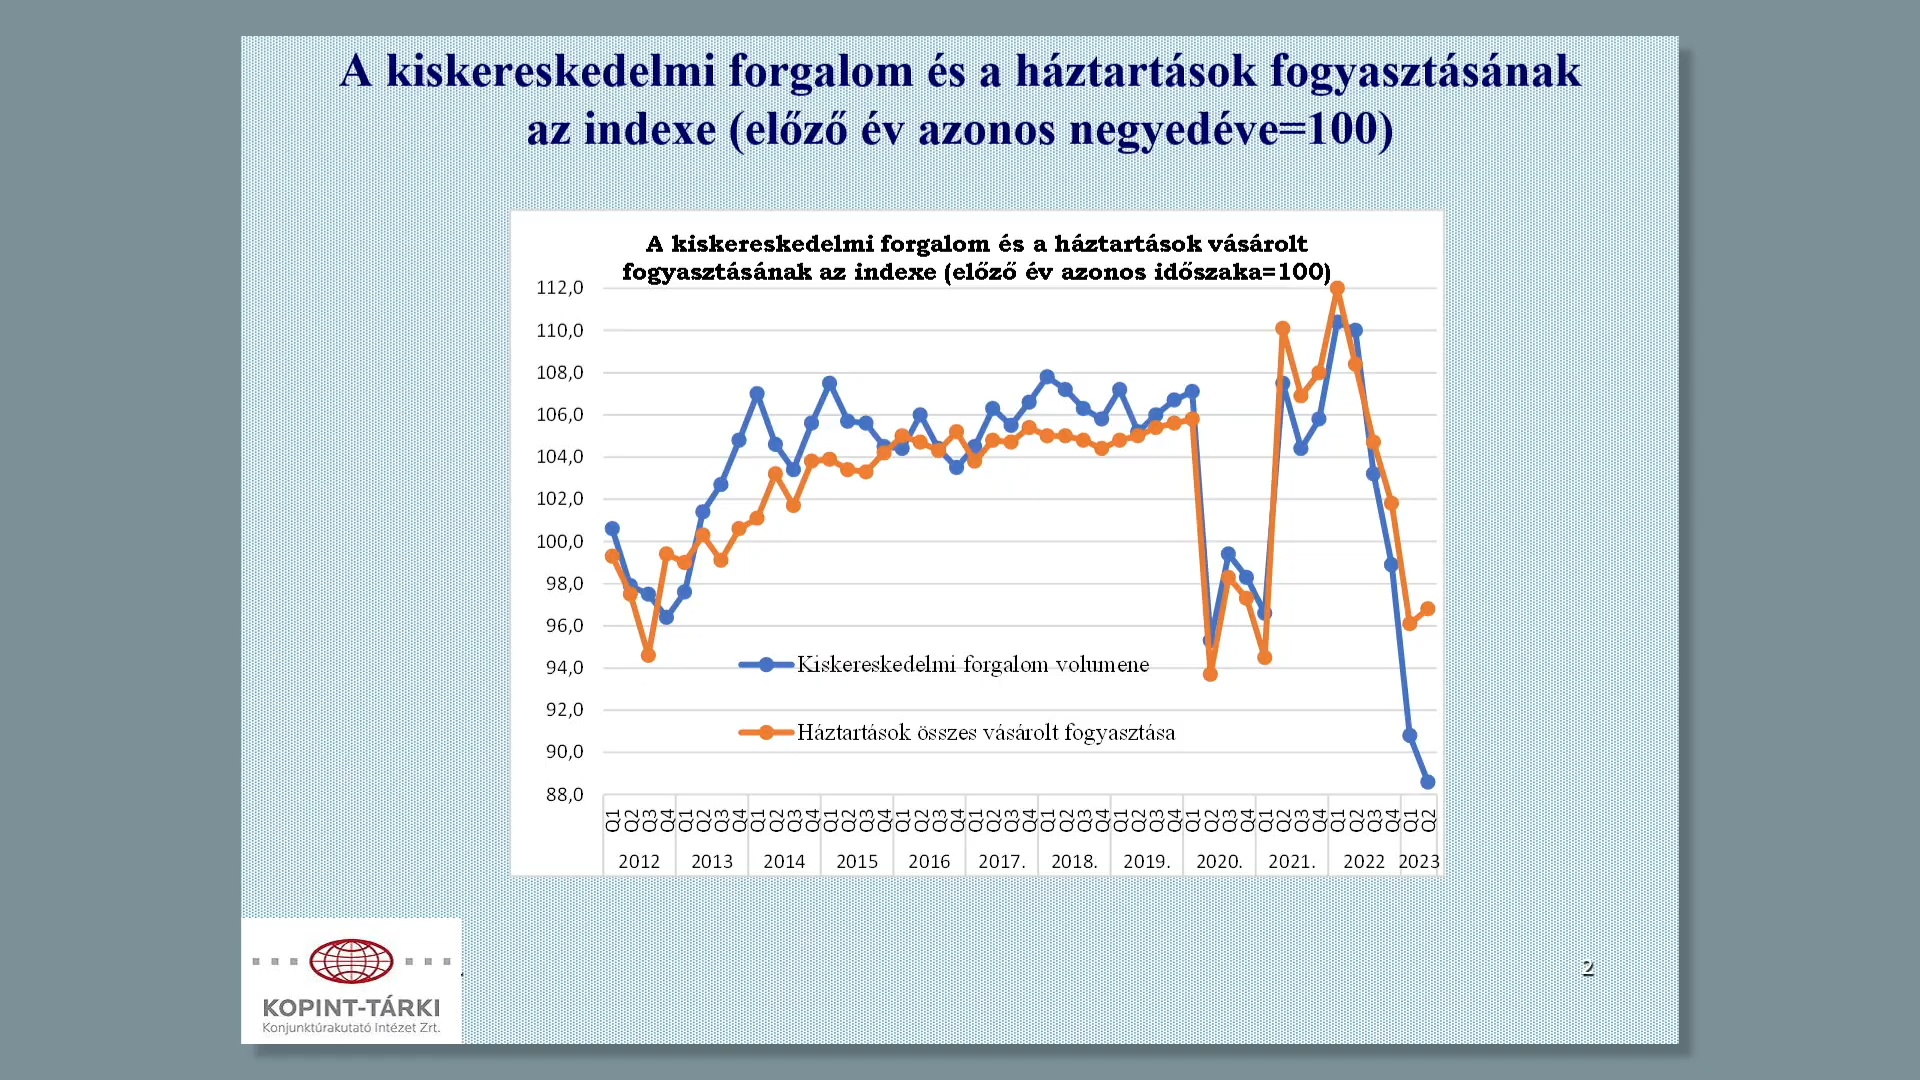 A kiskereskedelmi forgalom és a háztartások fogyasztásának
az indexe (előző év azonos negyedéve=100)
A kiskereskedelmi forgalom és a háztartások vásárolt
fogyasztásának az indexe (előző év azonos időszaka=100)
112,0
110,0
108,0
106,0
104,0
102,0
100,0
98,0
96,0
94,0
92,0
90,0
88,0
Kiskereskedelmi forgalom volumene
Háztartások összes vásárolt fogyasztása
Q1 Q2 Q3 Q4 Q1 Q2 Q3 Q4 Q1 Q2 Q3 Q4 Q1 Q2 Q3 Q4 Q1 Q2 Q3 Q4 Q1 Q2 Q3 Q4 Q1 Q2 Q3 Q4 Q1 Q2 Q3 Q4 Q1 Q2 Q3 Q4 Q1 Q2 Q3 Q4 Q1 Q2 Q3 Q4 Q1 Q2
2012 2013 2014 2015 2016 2017. 2018. 2019. 2020. 2021. 2022 2023
KOPINT-TÁRKI
Konjunktúrakutató Intézet Zrt.
.
2